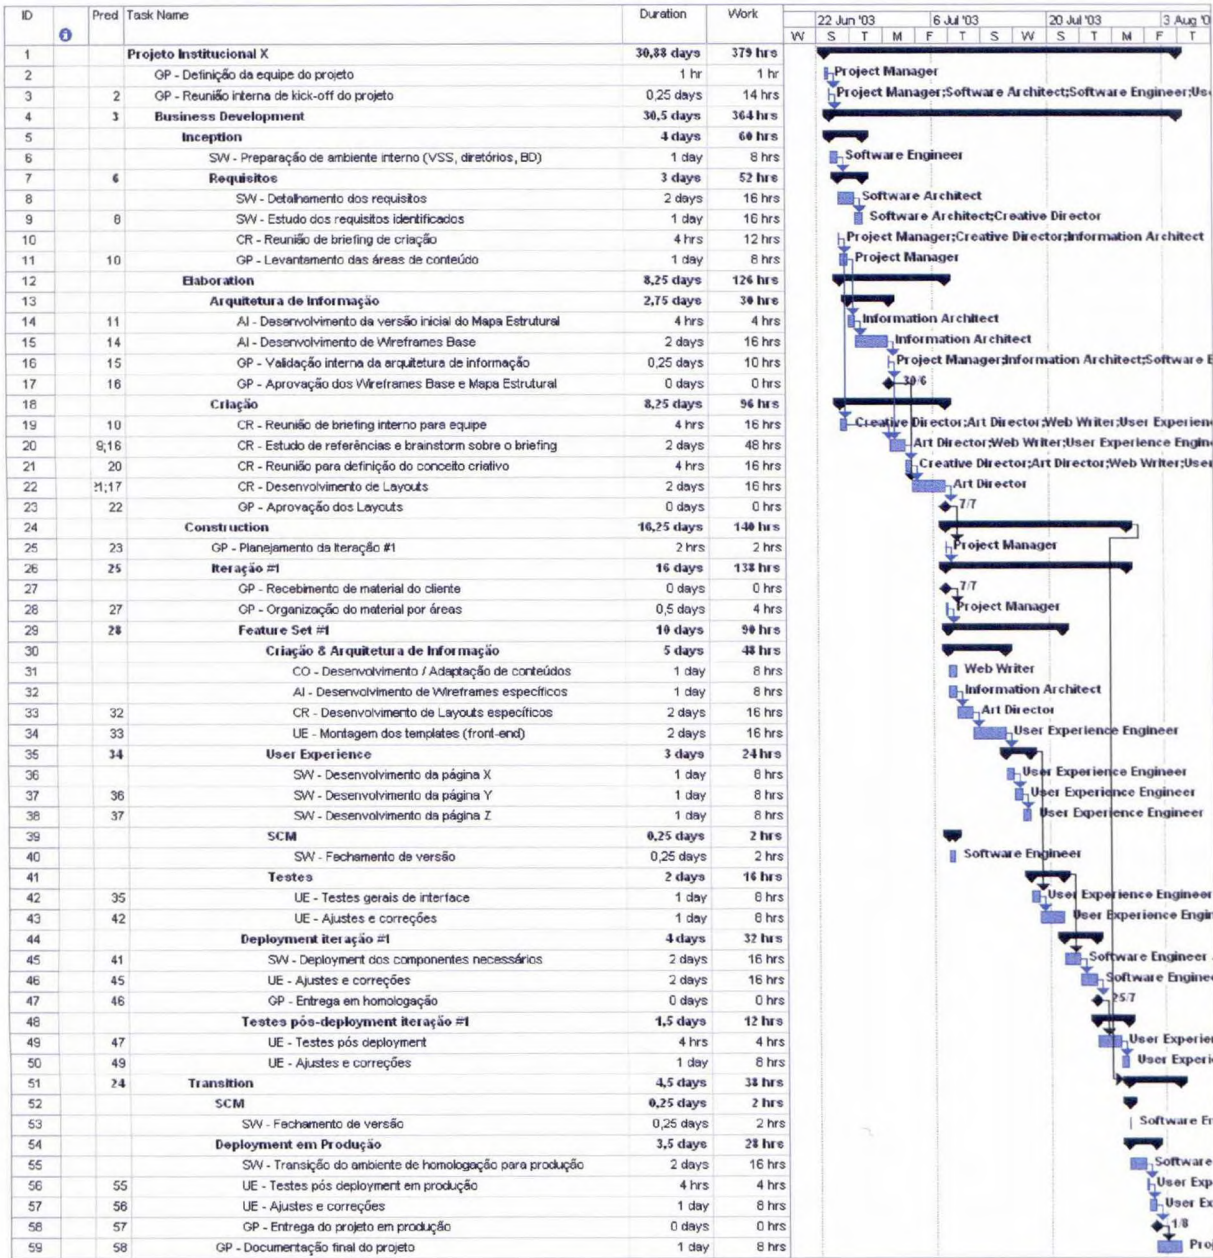 ID Pred Task Name Duration Work 22 Jun '03 6 Jul '03 20 Jul '03 3 Aug '0
W S T M F T W S T M F T
1 Projeto Institucional X 30,88 days 379 hrs
2 GP - Definição da equipe do projeto 1 hr 1 hr Project Manager
3 2 GP - Reunião interna de kick-off do projeto 0,25 days 14 hrs Project Manager;Software Architect;Software Engineer;Use
4 3 Business Development 30,5 days 364 hrs
5 Inception 4 days 60 hrs
6 SW - Preparação de ambiente interno (VSS, diretórios, BD) 1 day 8 hrs Software Engineer
7 6 Requisitos 3 days 52 hrs
8 SW - Detalhamento dos requisitos 2 days 16 hrs Software Architect
9 8 SW - Estudo dos requisitos identificados 1 day 16 hrs Software Architect;Creative Director
10 CR - Reunião de briefing de criação 4 hrs 12 hrs Project Manager;Creative Director;Information Architect
11 10 GP - Levantamento das áreas de conteúdo 1 day 8 hrs Project Manager
12 Elaboration 8,25 days 126 hrs
13 Arquitetura de Informação 2,75 days 30 hrs
14 11 AI - Desenvolvimento da versão inicial do Mapa Estrutural 4 hrs 4 hrs Information Architect
15 14 AI - Desenvolvimento de Wireframes Base 2 days 16 hrs Information Architect
16 15 GP - Validação interna da arquitetura de informação 0,25 days 10 hrs Project Manager;Information Architect;Software E
17 16 GP - Aprovação dos Wireframes Base e Mapa Estrutural 0 days 0 hrs 30/6
18 Criação 8,25 days 96 hrs
19 10 CR - Reunião de briefing interno para equipe 4 hrs 16 hrs Creative Director;Art Director;Web Writer;User Experien
20 9;16 CR - Estudo de referências e brainstorm sobre o briefing 2 days 48 hrs Art Director;Web Writer;User Experience Engin
21 20 CR - Reunião para definição do conceito criativo 4 hrs 16 hrs Creative Director;Art Director;Web Writer;User
22 21;17 CR - Desenvolvimento de Layouts 2 days 16 hrs Art Director
23 22 GP - Aprovação dos Layouts 0 days 0 hrs 7/7
24 Construction 16,25 days 140 hrs
25 23 GP - Planejamento da Iteração #1 2 hrs 2 hrs Project Manager
26 25 Iteração #1 16 days 138 hrs
27 GP - Recebimento de material do cliente 0 days 0 hrs 7/7
28 27 GP - Organização do material por áreas 0,5 days 4 hrs Project Manager
29 28 Feature Set #1 10 days 90 hrs
30 Criação & Arquitetura de Informação 5 days 48 hrs
31 CO - Desenvolvimento / Adaptação de conteúdos 1 day 8 hrs Web Writer
32 AI - Desenvolvimento de Wireframes específicos 1 day 8 hrs Information Architect
33 32 CR - Desenvolvimento de Layouts específicos 2 days 16 hrs Art Director
34 33 UE - Montagem dos templates (front-end) 2 days 16 hrs User Experience Engineer
35 34 User Experience 3 days 24 hrs
36 SW - Desenvolvimento da página X 1 day 8 hrs User Experience Engineer
37 36 SW - Desenvolvimento da página Y 1 day 8 hrs User Experience Engineer
38 37 SW - Desenvolvimento da página Z 1 day 8 hrs User Experience Engineer
39 SCM 0,25 days 2 hrs
40 SW - Fechamento de versão 0,25 days 2 hrs Software Engineer
41 Testes 2 days 16 hrs
42 35 UE - Testes gerais de interface 1 day 8 hrs User Experience Engineer
43 42 UE - Ajustes e correções 1 day 8 hrs User Experience Engin
44 Deployment iteração #1 4 days 32 hrs
45 41 SW - Deployment dos componentes necessários 2 days 16 hrs Software Engineer
46 45 UE - Ajustes e correções 2 days 16 hrs Software Enginee
47 46 GP - Entrega em homologação 0 days 0 hrs 25/7
48 Testes pós-deployment iteração #1 1,5 days 12 hrs
49 47 UE - Testes pós deployment 4 hrs 4 hrs User Experie
50 49 UE - Ajustes e correções 1 day 8 hrs User Experi
51 24 Transition 4,5 days 38 hrs
52 SCM 0,25 days 2 hrs
53 SW - Fechamento de versão 0,25 days 2 hrs Software En
54 Deployment em Produção 3,5 days 28 hrs
55 SW - Transição do ambiente de homologação para produção 2 days 16 hrs Software
56 55 UE - Testes pós deployment em produção 4 hrs 4 hrs User Exp
57 56 UE - Ajustes e correções 1 day 8 hrs User Ex
58 57 GP - Entrega do projeto em produção 0 days 0 hrs 1/8
59 58 GP - Documentação final do projeto 1 day 8 hrs Proj